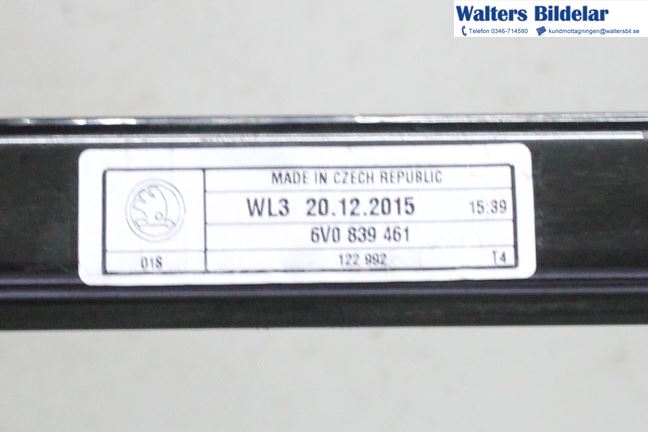 Walters Bildelar
Telefon 0346-714580 kundmottagningen@waltersbil.se
MADE IN CZECH REPUBLIC
WL3 20.12.2015 15:39
6V0 839 461
01S 122 992 T4